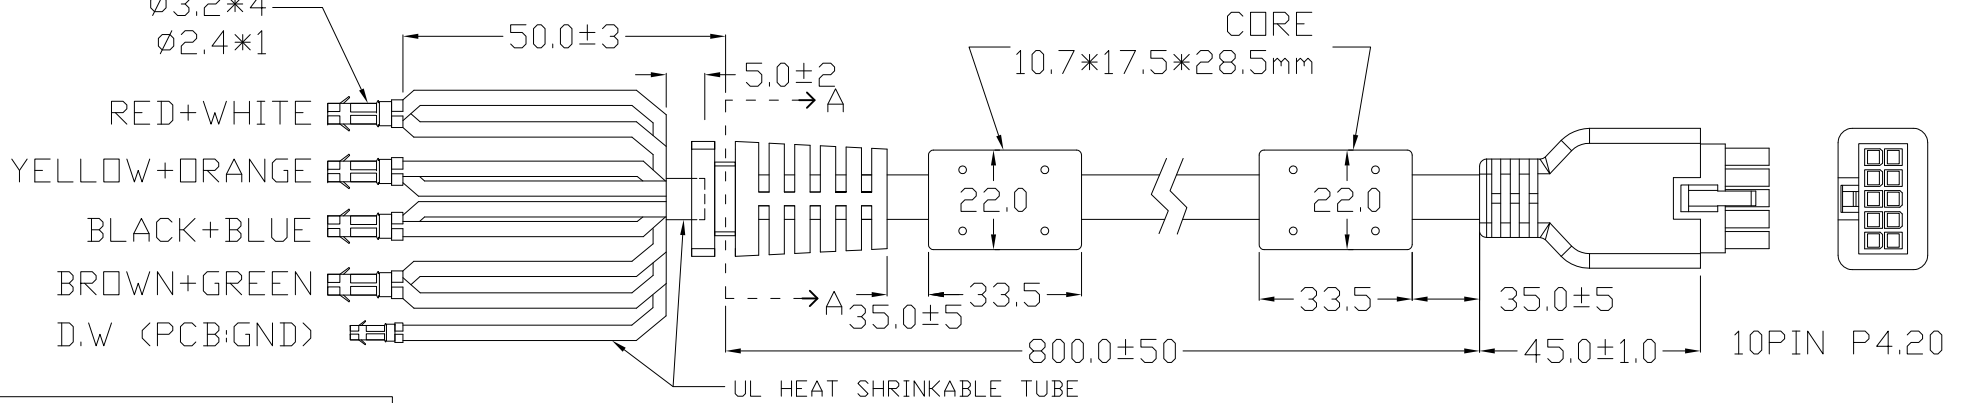 Ø3.2*4
Ø2.4*1
50.0±3
5.0±2
CORE
10.7*17.5*28.5mm
A
RED+WHITE
YELLOW+ORANGE
BLACK+BLUE
BROWN+GREEN
D.W (PCB:GND)
22.0
22.0
A
35.0±5
33.5
33.5
35.0±5
800.0±50
45.0±1.0
10PIN P4.20
UL HEAT SHRINKABLE TUBE